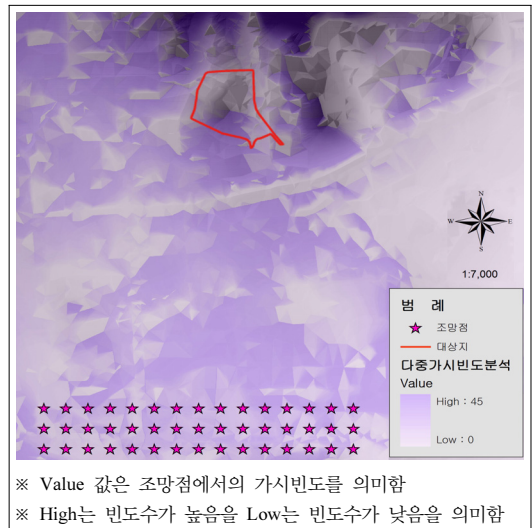 N
W E
S
1:7,000
범 례
조망점
대상지
다중가시빈도분석
Value
High : 45
Low : 0
※ Value 값은 조망점에서의 가시빈도를 의미함
※ High는 빈도수가 높음을 Low는 빈도수가 낮음을 의미함